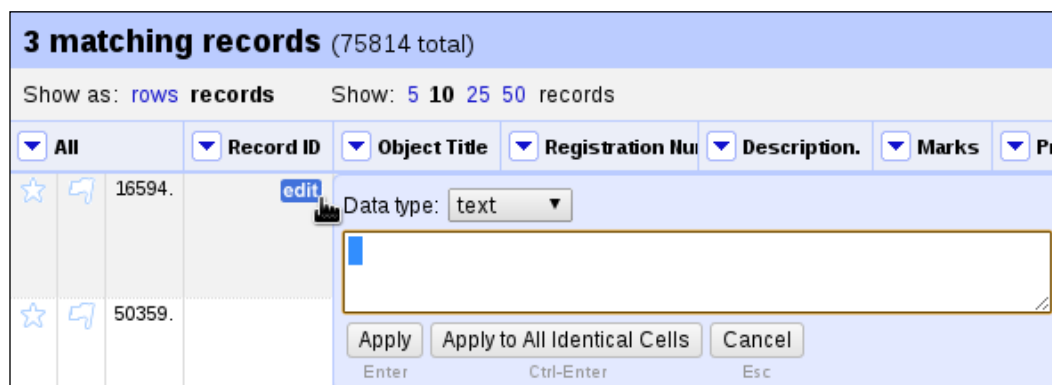 3 matching records (75814 total)
Show as: rows records Show: 5 10 25 50 records
All Record ID Object Title Registration Nu Description. Marks P
16594. edit Data type: text
50359.
Apply Apply to All Identical Cells Cancel
Enter Ctrl-Enter Esc